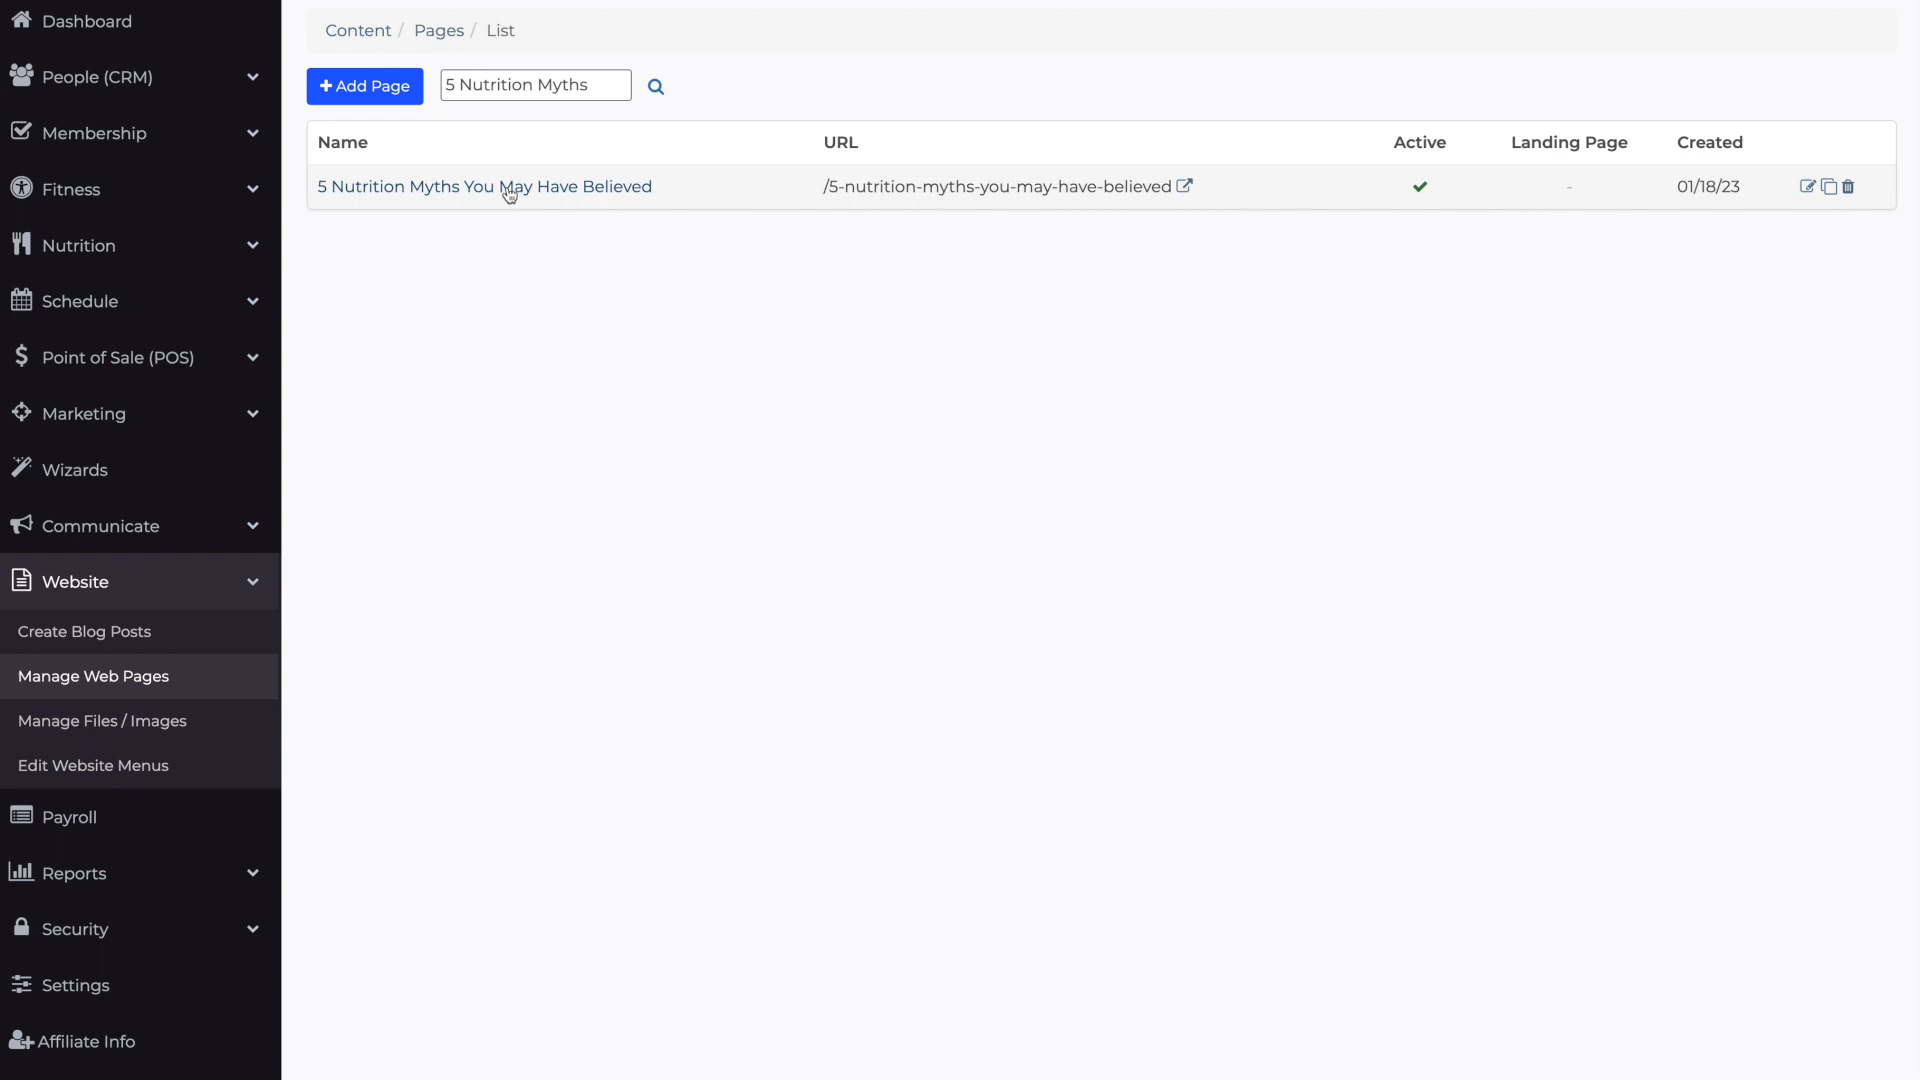 Dashboard
People (CRM)
Membership
Fitness
Nutrition
Schedule
Point of Sale (POS)
Marketing
Wizards
Communicate
Website
Create Blog Posts
Manage Web Pages
Manage Files / Images
Edit Website Menus
Payroll
Reports
Security
Settings
Affiliate Info
Content / Pages / List
+ Add Page 5 Nutrition Myths
Name URL Active Landing Page Created
5 Nutrition Myths You May Have Believed /5-nutrition-myths-you-may-have-believed - 01/18/23